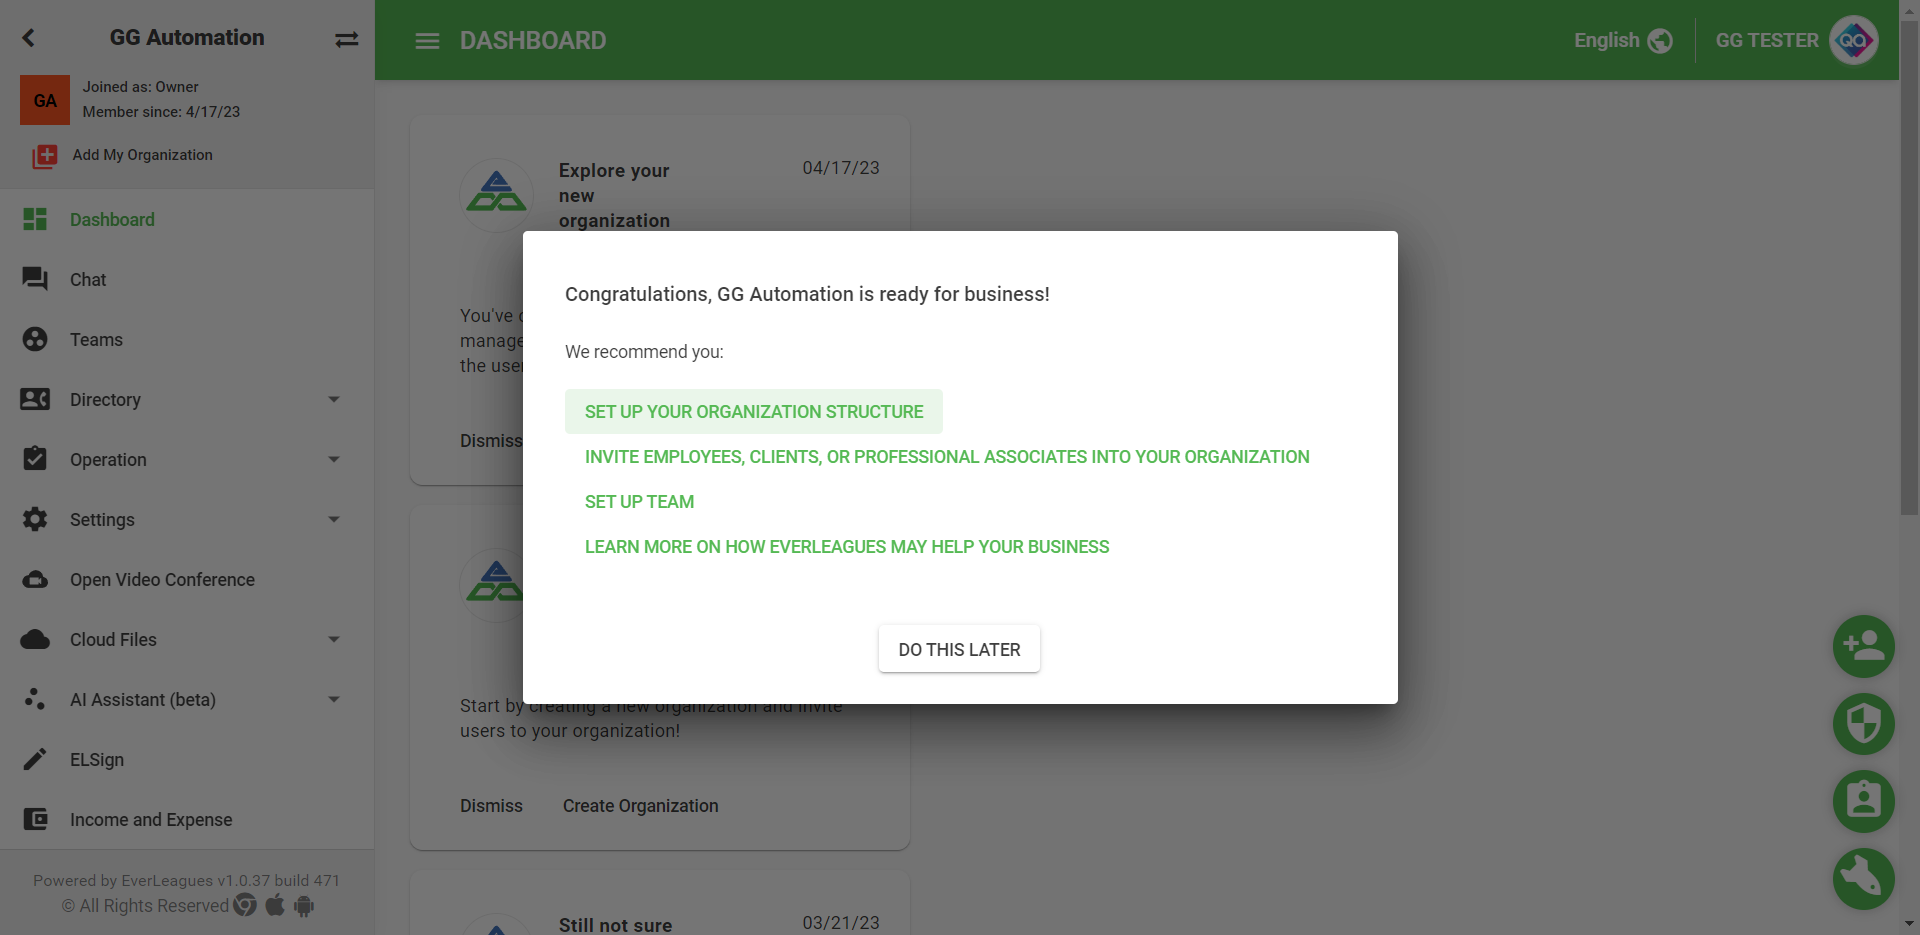 GG Automation
GA
Joined as: Owner
Member since: 4/17/23
Add My Organization
Dashboard
Chat
Teams
Directory
Operation
Settings
Open Video Conference
Cloud Files
AI Assistant (beta)
ELSign
Income and Expense
Powered by EverLeagues v1.0.37 build 471
© All Rights Reserved
DASHBOARD
English
GG TESTER
QA
Explore your
new
organization
04/17/23
You've
manage
the user
Dismiss
Congratulations, GG Automation is ready for business!
We recommend you:
SET UP YOUR ORGANIZATION STRUCTURE
INVITE EMPLOYEES, CLIENTS, OR PROFESSIONAL ASSOCIATES INTO YOUR ORGANIZATION
SET UP TEAM
LEARN MORE ON HOW EVERLEAGUES MAY HELP YOUR BUSINESS
DO THIS LATER
Start by creating a new organization and invite
users to your organization!
Dismiss
Create Organization
Still not sure
03/21/23